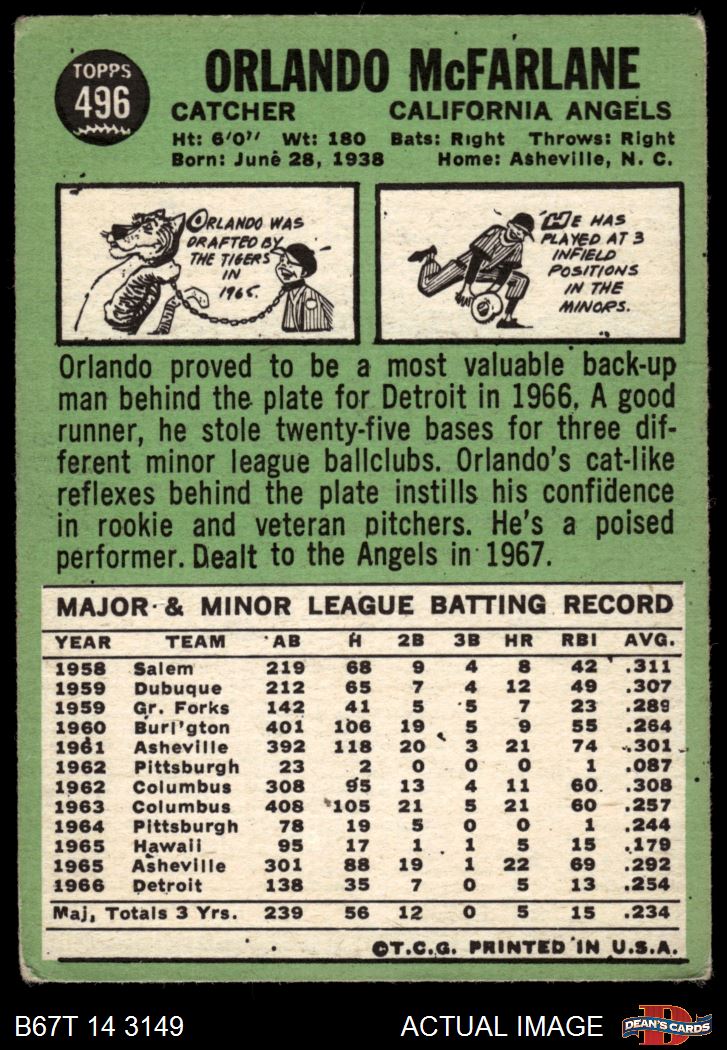 TOPPS
496
ORLANDO McFARLANE
CATCHER CALIFORNIA ANGELS
Ht: 6'0" Wt: 180 Bats: Right Throws: Right
Born: June 28, 1938 Home: Asheville, N. C.
ORLANDO WAS
DRAFTED BY
THE TIGERS
IN
1965.
HE HAS
PLAYED AT 3
INFIELD
POSITIONS
IN THE
MINORS.
Orlando proved to be a most valuable back-up
man behind the plate for Detroit in 1966. A good
runner, he stole twenty-five bases for three dif-
ferent minor league ballclubs. Orlando's cat-like
reflexes behind the plate instills his confidence
in rookie and veteran pitchers. He's a poised
performer. Dealt to the Angels in 1967.
MAJOR & MINOR LEAGUE BATTING RECORD
YEAR TEAM AB H 2B 3B HR RBI AVG.
1958 Salem 219 68 9 4 8 42 .311
1959 Dubuque 212 65 7 4 12 49 .307
1959 Gr. Forks 142 41 5 5 7 23 .289
1960 Burl'gton 401 106 19 5 9 55 .264
1961 Asheville 392 118 20 3 21 74 .301
1962 Pittsburgh 23 2 0 0 0 1 .087
1962 Columbus 308 95 13 4 11 60 .308
1963 Columbus 408 105 21 5 21 60 .257
1964 Pittsburgh 78 19 5 0 0 1 .244
1965 Hawaii 95 17 1 1 5 15 .179
1965 Asheville 301 88 19 1 22 69 .292
1966 Detroit 138 35 7 0 5 13 .254
Maj. Totals 3 Yrs. 239 56 12 0 5 15 .234
©T.C.G. PRINTED IN U.S.A.
B67T 14 3149 ACTUAL IMAGE
D
DEAN'S CARDS